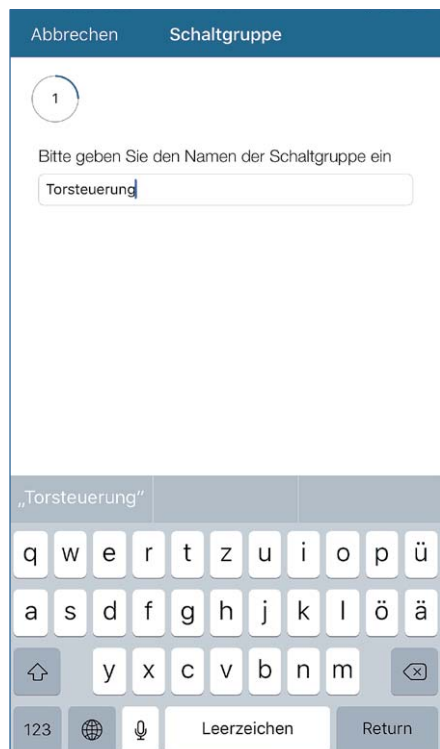 Abbrechen Schaltgruppe
1
Bitte geben Sie den Namen der Schaltgruppe ein
Torsteuerung
„Torsteuerung“
q w e r t z u i o p ü
a s d f g h j k l ö ä
y x c v b n m
123 Leerzeichen Return